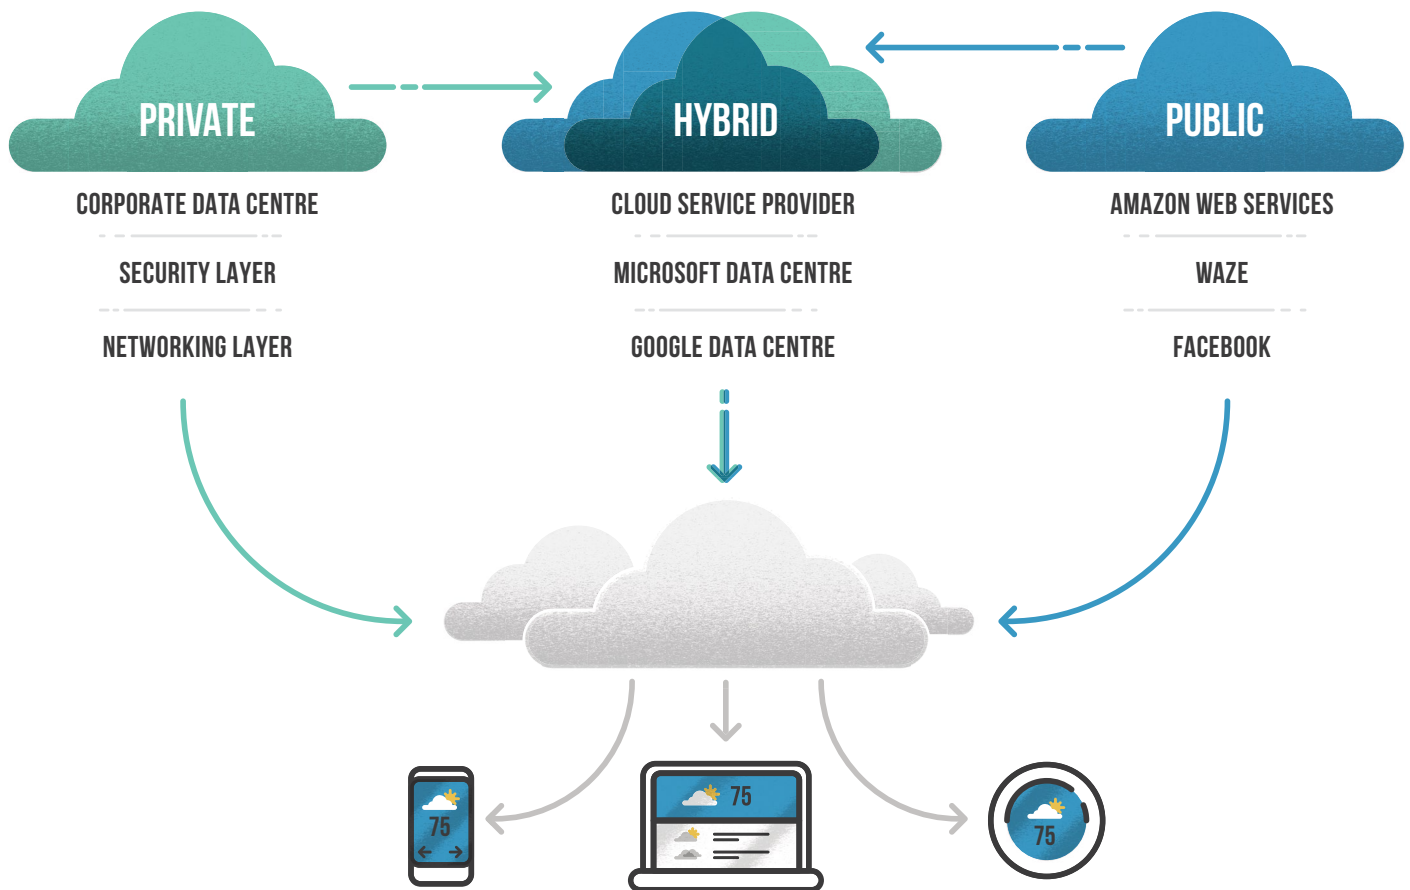 PRIVATE
HYBRID
PUBLIC
CORPORATE DATA CENTRE
CLOUD SERVICE PROVIDER
AMAZON WEB SERVICES
SECURITY LAYER
MICROSOFT DATA CENTRE
WAZE
NETWORKING LAYER
GOOGLE DATA CENTRE
FACEBOOK
75
75
75